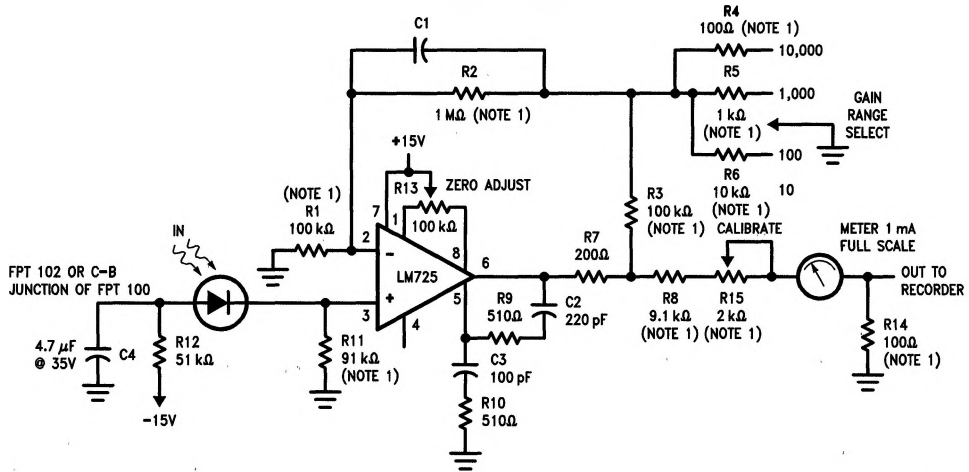 C1
R2
1 MΩ (NOTE 1)
R4
100Ω (NOTE 1)
10,000
R5
1,000
1 kΩ
(NOTE 1)
100
R6
10 kΩ
(NOTE 1)
10
GAIN
RANGE
SELECT
+15V
R13
ZERO ADJUST
100 kΩ
(NOTE 1)
R1
100 kΩ
7
1
2
-
8
LM725
6
+
3
5
4
IN
FPT 102 OR C-B
JUNCTION OF FPT 100
4.7 μF
@ 35V
C4
R12
51 kΩ
-15V
R11
91 kΩ
(NOTE 1)
R3
100 kΩ
(NOTE 1)
CALIBRATE
METER 1 mA
FULL SCALE
R7
200Ω
R9
510Ω
C2
220 pF
C3
100 pF
R10
510Ω
R8
9.1 kΩ
(NOTE 1)
R15
2 kΩ
(NOTE 1)
OUT TO
RECORDER
R14
100Ω
(NOTE 1)